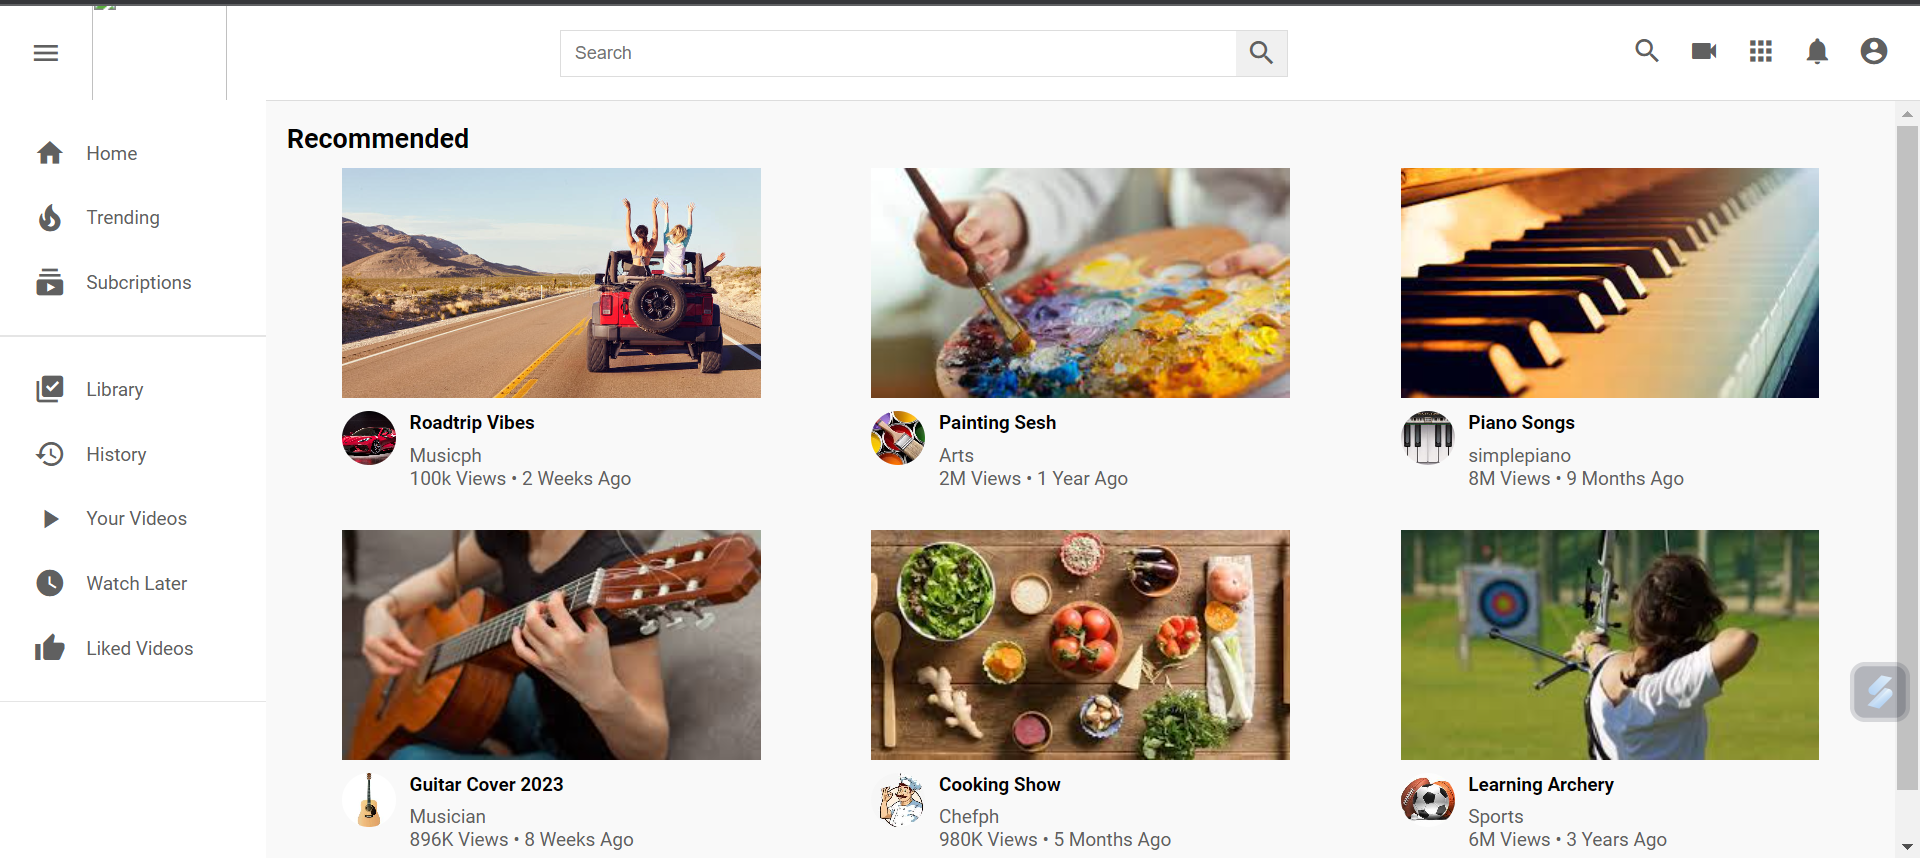 Search
Home
Trending
Subcriptions
Library
History
Your Videos
Watch Later
Liked Videos
Recommended
Roadtrip Vibes
Musicph
100k Views • 2 Weeks Ago
Painting Sesh
Arts
2M Views • 1 Year Ago
Piano Songs
simplepiano
8M Views • 9 Months Ago
Guitar Cover 2023
Musician
896K Views • 8 Weeks Ago
Cooking Show
Chefph
980K Views • 5 Months Ago
Learning Archery
Sports
6M Views • 3 Years Ago